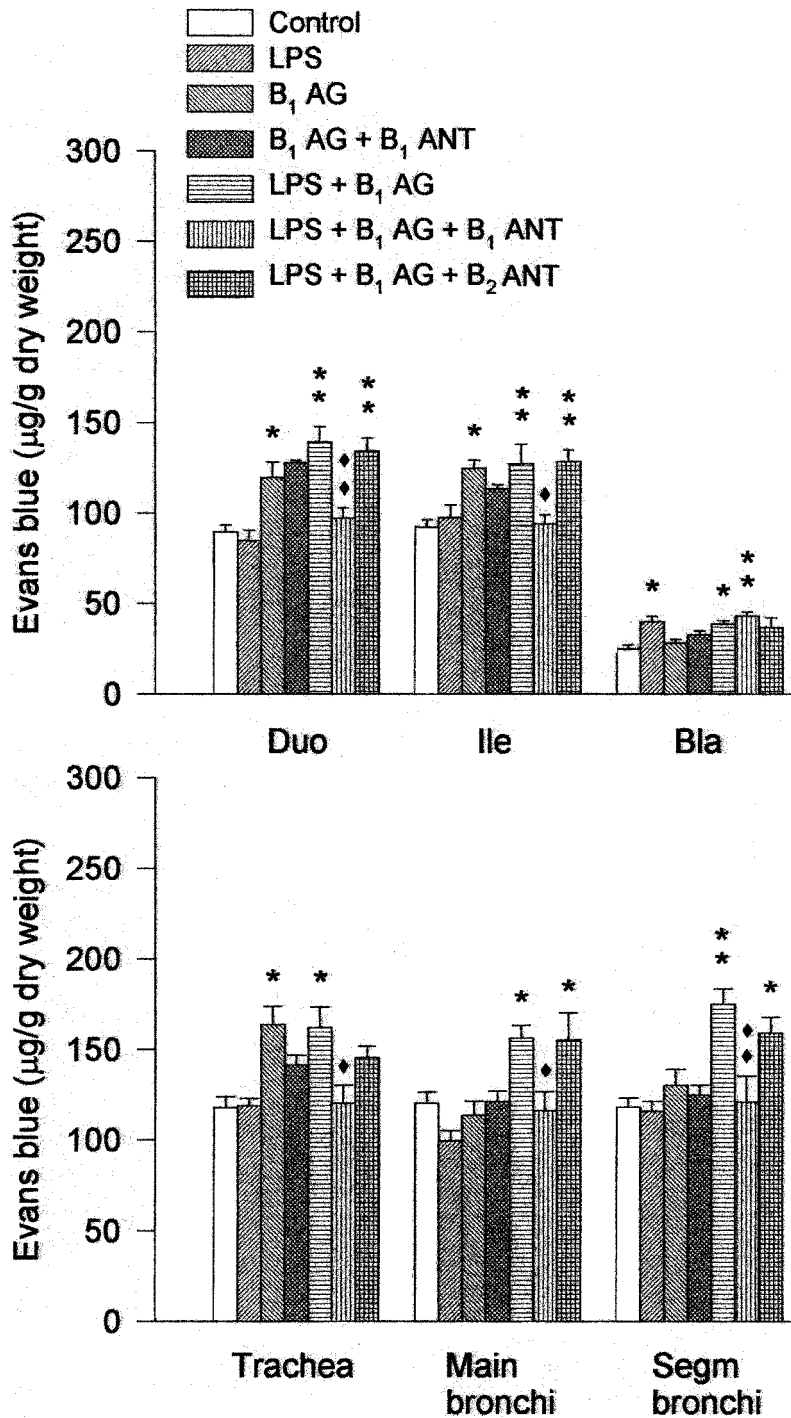 Control
LPS
B1 AG
B1 AG + B1 ANT
LPS + B1 AG
LPS + B1 AG + B1 ANT
LPS + B1 AG + B2 ANT
Evans blue (µg/g dry weight)
300
250
200
150
100
50
0
* * * * * * ♦ ♦ * * * * * ♦ * * * * * *
Duo Ile Bla
Evans blue (µg/g dry weight)
300
250
200
150
100
50
0
* * ♦ * ♦ * * * ♦ ♦ *
Trachea Main bronchi Segm bronchi